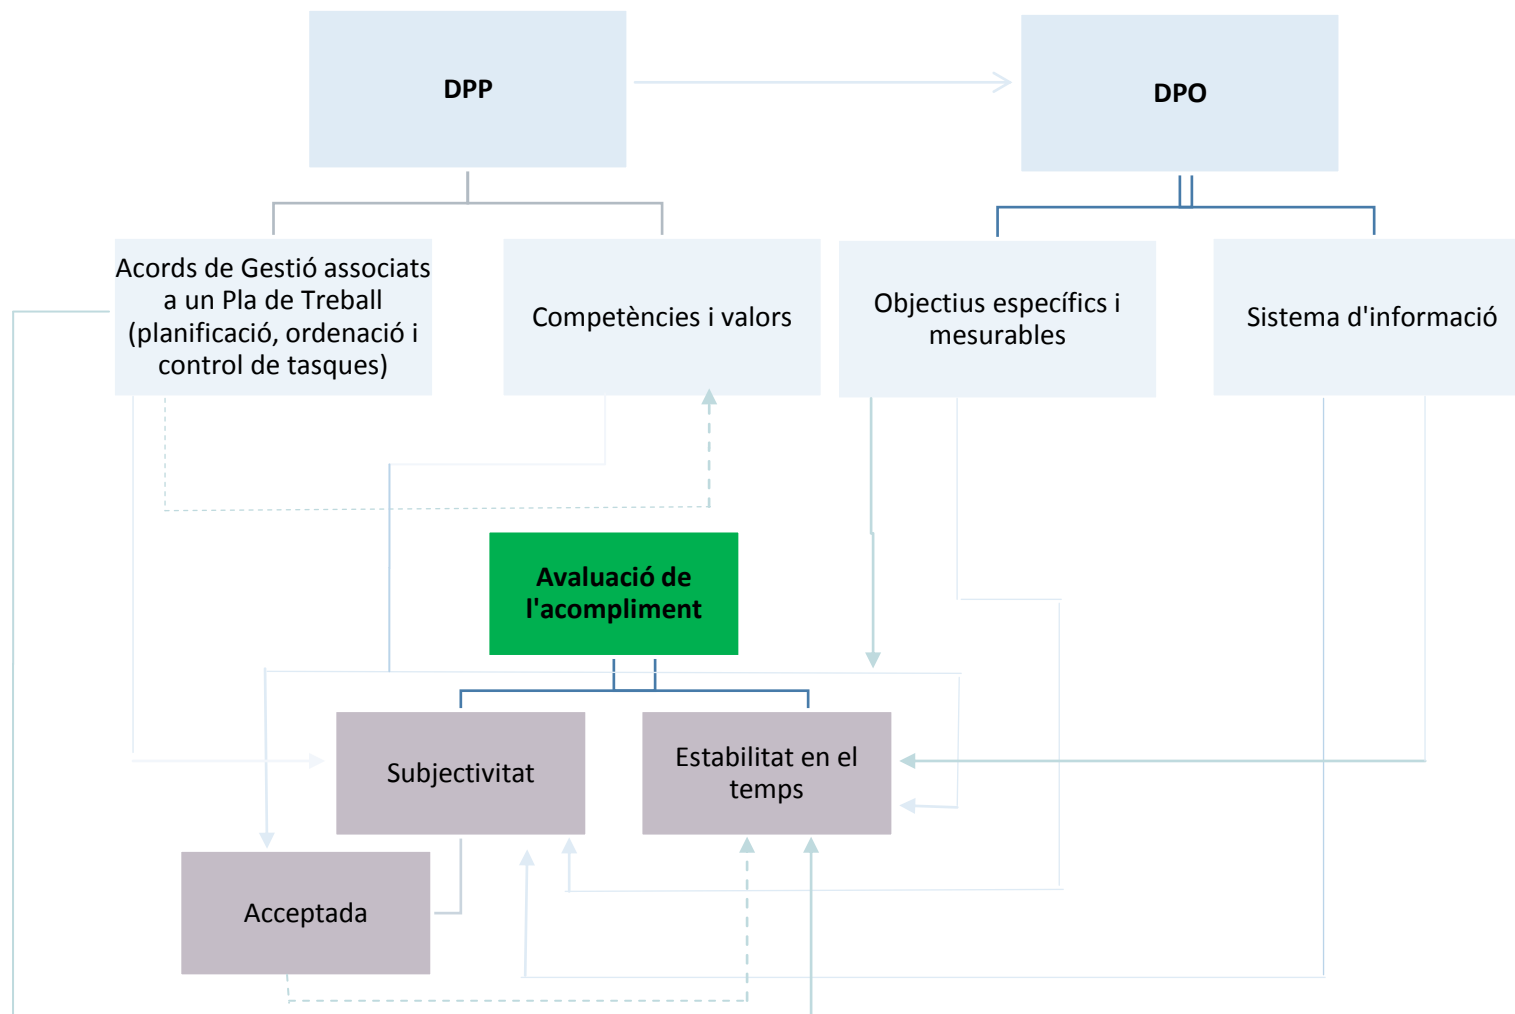 DPP
DPO
Acords de Gestió associats
a un Pla de Treball
(planificació, ordenació i
control de tasques)
Competències i valors
Objectius específics i
mesurables
Sistema d'informació
Avaluació de
l'acompliment
Subjectivitat
Estabilitat en el
temps
Acceptada